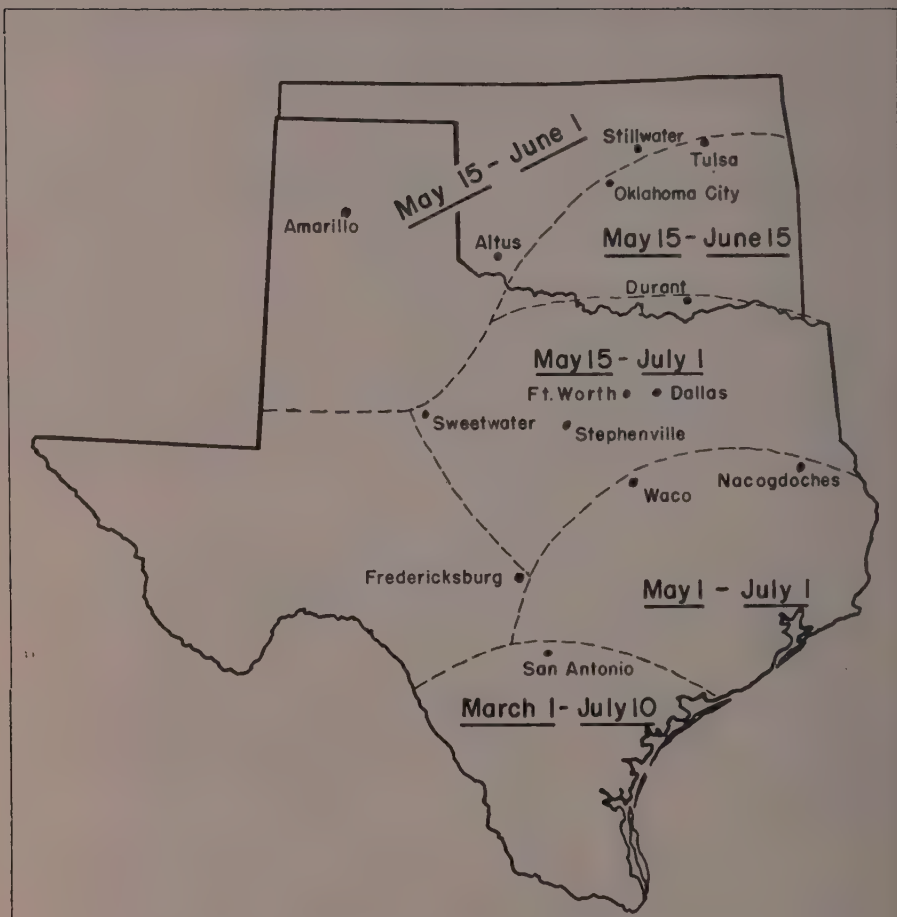 May 15 - June 1
Stillwater
Tulsa
Oklahoma City
Amarillo
Altus
May 15 - June 15
Durant
May 15 - July 1
Ft. Worth
Dallas
Sweetwater
Stephenville
Nacogdoches
Waco
Fredericksburg
May 1 - July 1
San Antonio
March 1 - July 10